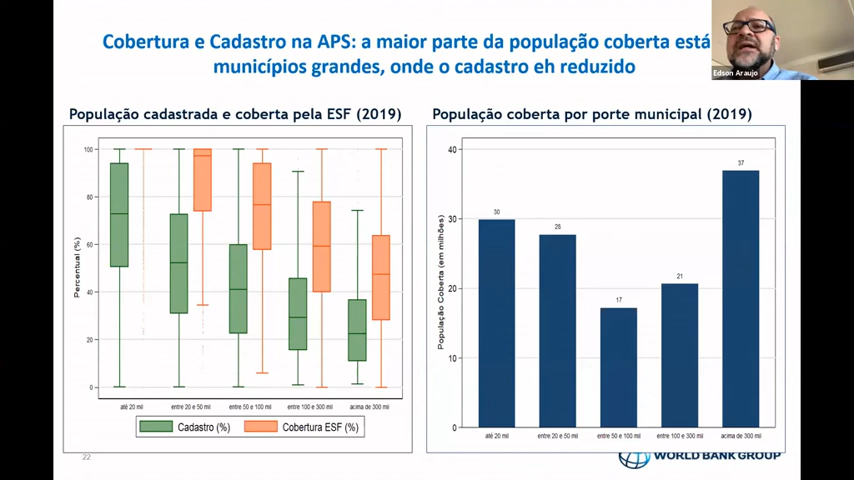 Cobertura e Cadastro na APS: a maior parte da população coberta está
municípios grandes, onde o cadastro eh reduzido
Edson Araujo
População cadastrada e coberta pela ESF (2019)
Percentual (%)
100
80
60
40
20
0
até 20 mil
entre 20 e 50 mil
entre 50 e 100 mil
entre 100 e 300 mil
acima de 300 mil
Cadastro (%)
Cobertura ESF (%)
População coberta por porte municipal (2019)
População Coberta (em milhões)
40
30
20
10
0
30
28
17
21
37
até 20 mil
entre 20 e 50 mil
entre 50 e 100 mil
entre 100 e 300 mil
acima de 300 mil
22
WORLD BANK GROUP